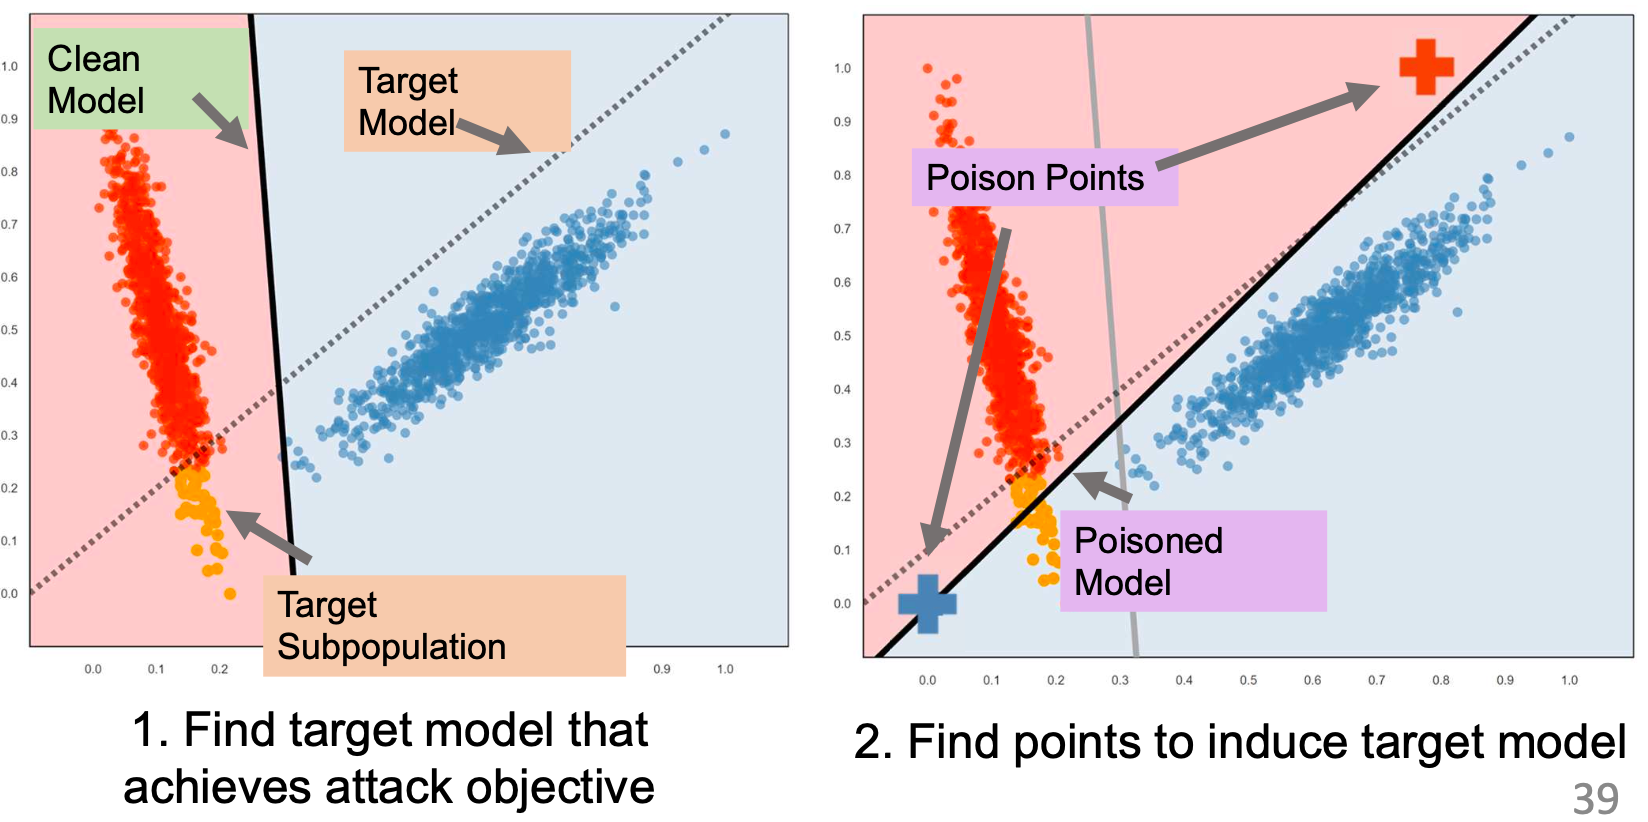 Clean
Model
Target
Model
1.0
0.9
0.8
0.7
0.6
0.5
0.4
0.3
0.2
0.1
0.0
Target
Subpopulation
0.0 0.1 0.2 0.9 1.0
1. Find target model that
achieves attack objective
1.0
0.9
0.8
0.7
0.6
0.5
0.4
0.3
0.2
0.1
0.0
Poison Points
Poisoned
Model
0.0 0.1 0.2 0.3 0.4 0.5 0.6 0.7 0.8 0.9 1.0
2. Find points to induce target model
39